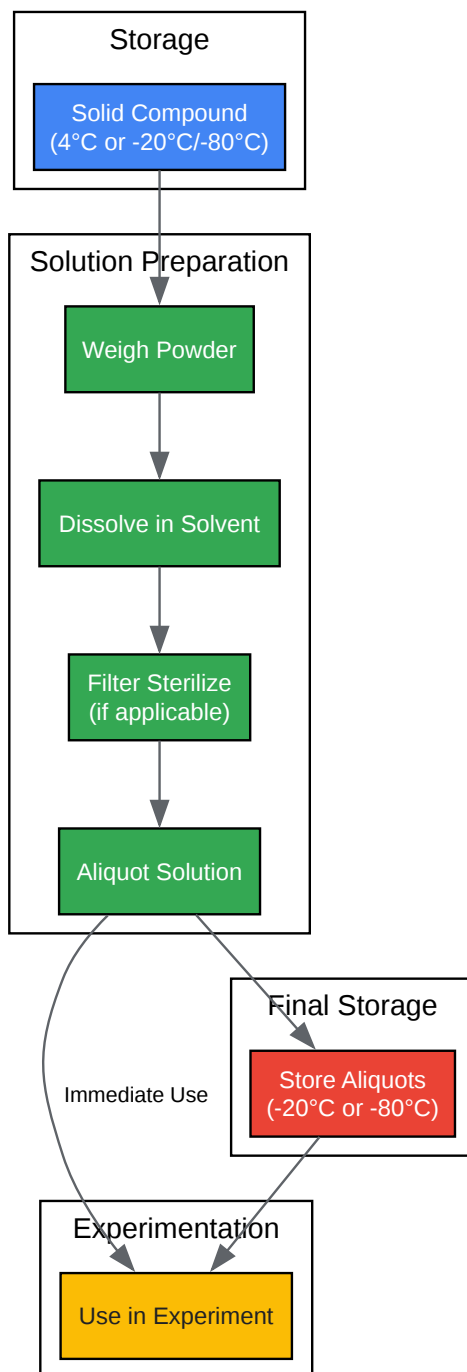 Storage
Solid Compound
(4°C or -20°C/-80°C)
Solution Preparation
Weigh Powder
Dissolve in Solvent
Filter Sterilize
(if applicable)
Aliquot Solution
Final Storage
Store Aliquots
(-20°C or -80°C)
Immediate Use
Experimentation
Use in Experiment